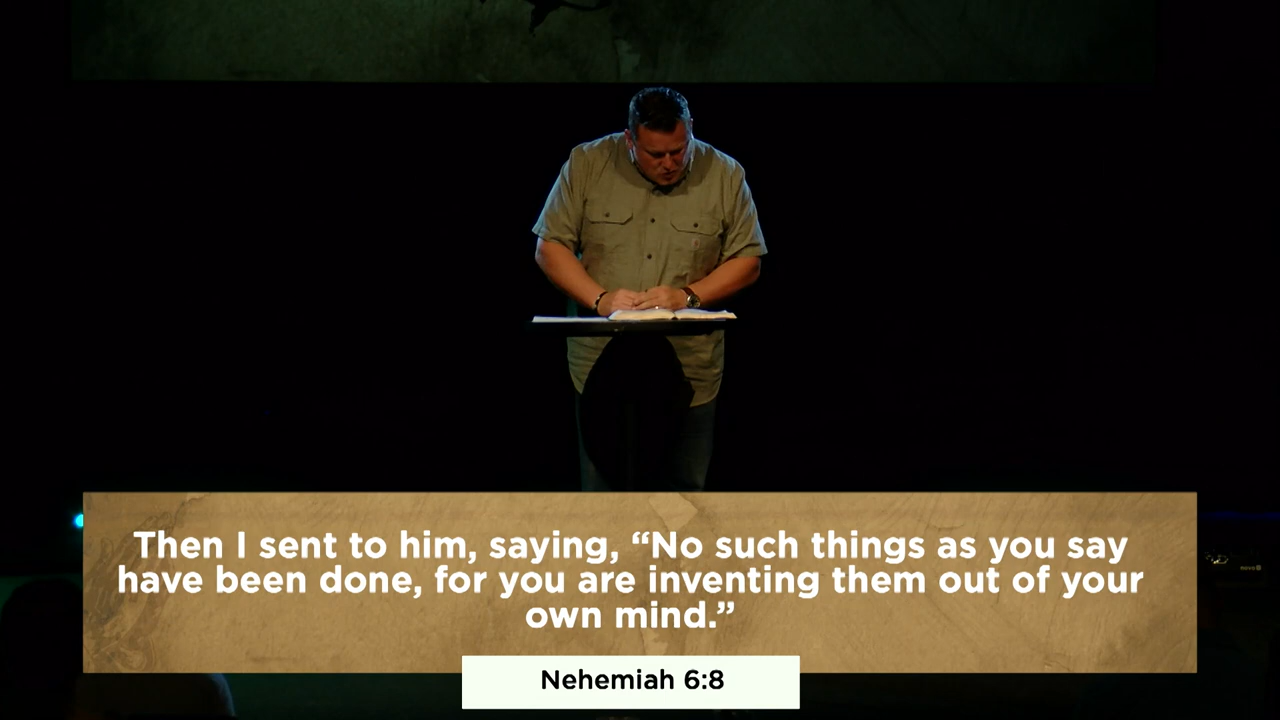 Then I sent to him, saying, “No such things as you say
have been done, for you are inventing them out of your
own mind.”
Nehemiah 6:8